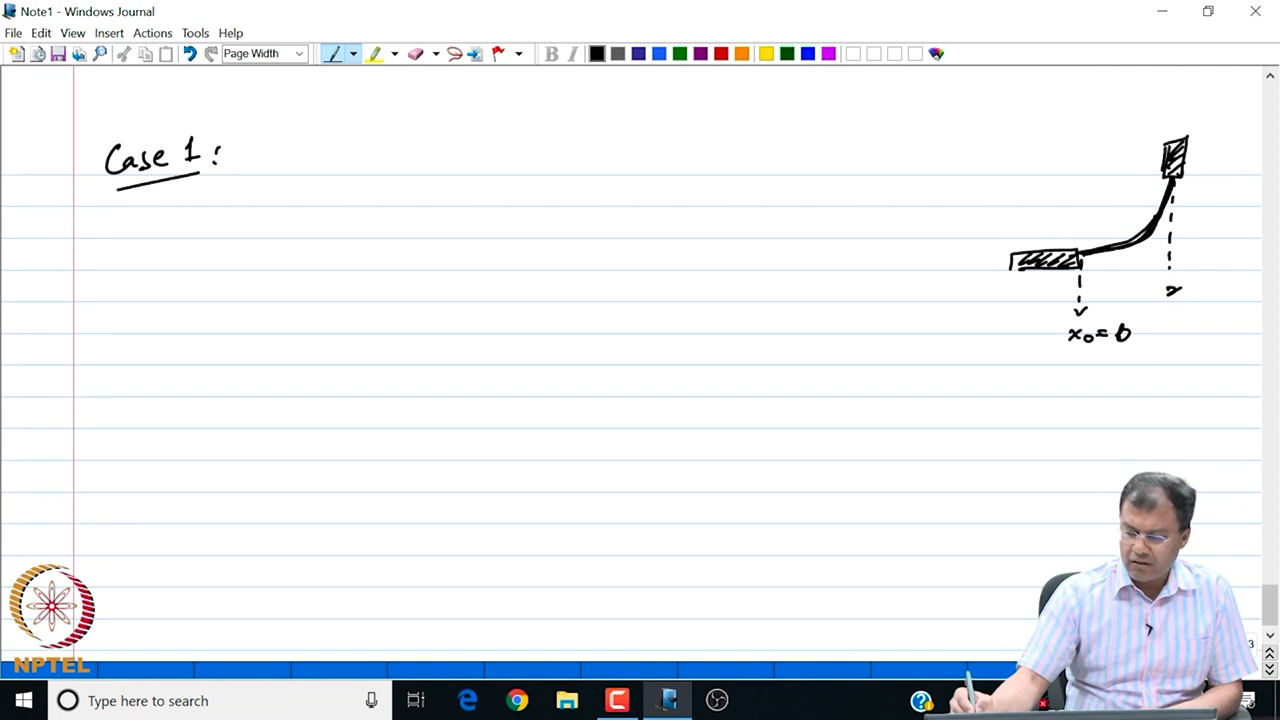 Note1 - Windows Journal
File Edit View Insert Actions Tools Help
Page Width
B I
Case 1:
x₀ = 0
3
NPTEL
Type here to search